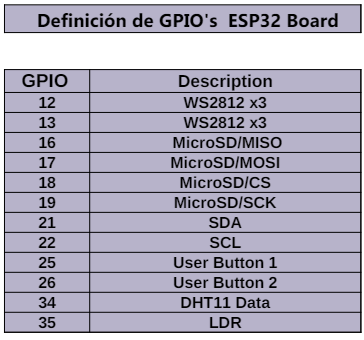 Definición de GPIO's ESP32 Board
GPIO Description
12 WS2812 x3
13 WS2812 x3
16 MicroSD/MISO
17 MicroSD/MOSI
18 MicroSD/CS
19 MicroSD/SCK
21 SDA
22 SCL
25 User Button 1
26 User Button 2
34 DHT11 Data
35 LDR